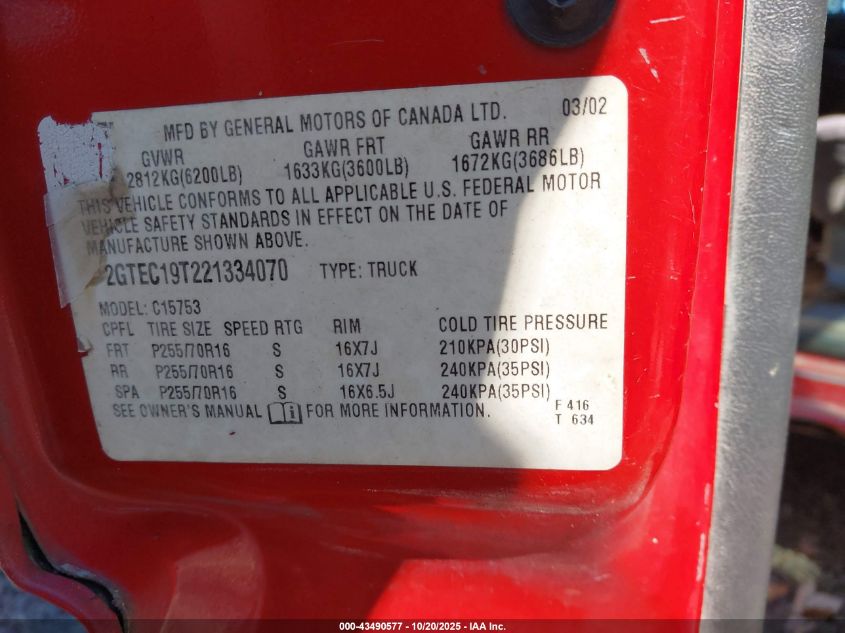 MFD BY GENERAL MOTORS OF CANADA LTD. 03/02
GVWR GAWR FRT GAWR RR
2812KG(6200LB) 1633KG(3600LB) 1672KG(3686LB)
THIS VEHICLE CONFORMS TO ALL APPLICABLE U.S. FEDERAL MOTOR
VEHICLE SAFETY STANDARDS IN EFFECT ON THE DATE OF
MANUFACTURE SHOWN ABOVE.
2GTEC19T221334070 TYPE: TRUCK
MODEL: C15753
CPFL TIRE SIZE SPEED RTG RIM COLD TIRE PRESSURE
FRT P255/70R16 S 16X7J 210KPA(30PSI)
RR P255/70R16 S 16X7J 240KPA(35PSI)
SPA P255/70R16 S 16X6.5J 240KPA(35PSI)
SEE OWNER'S MANUAL FOR MORE INFORMATION.
F 416
T 634
000-43490577 - 10/20/2025 - IAA Inc.